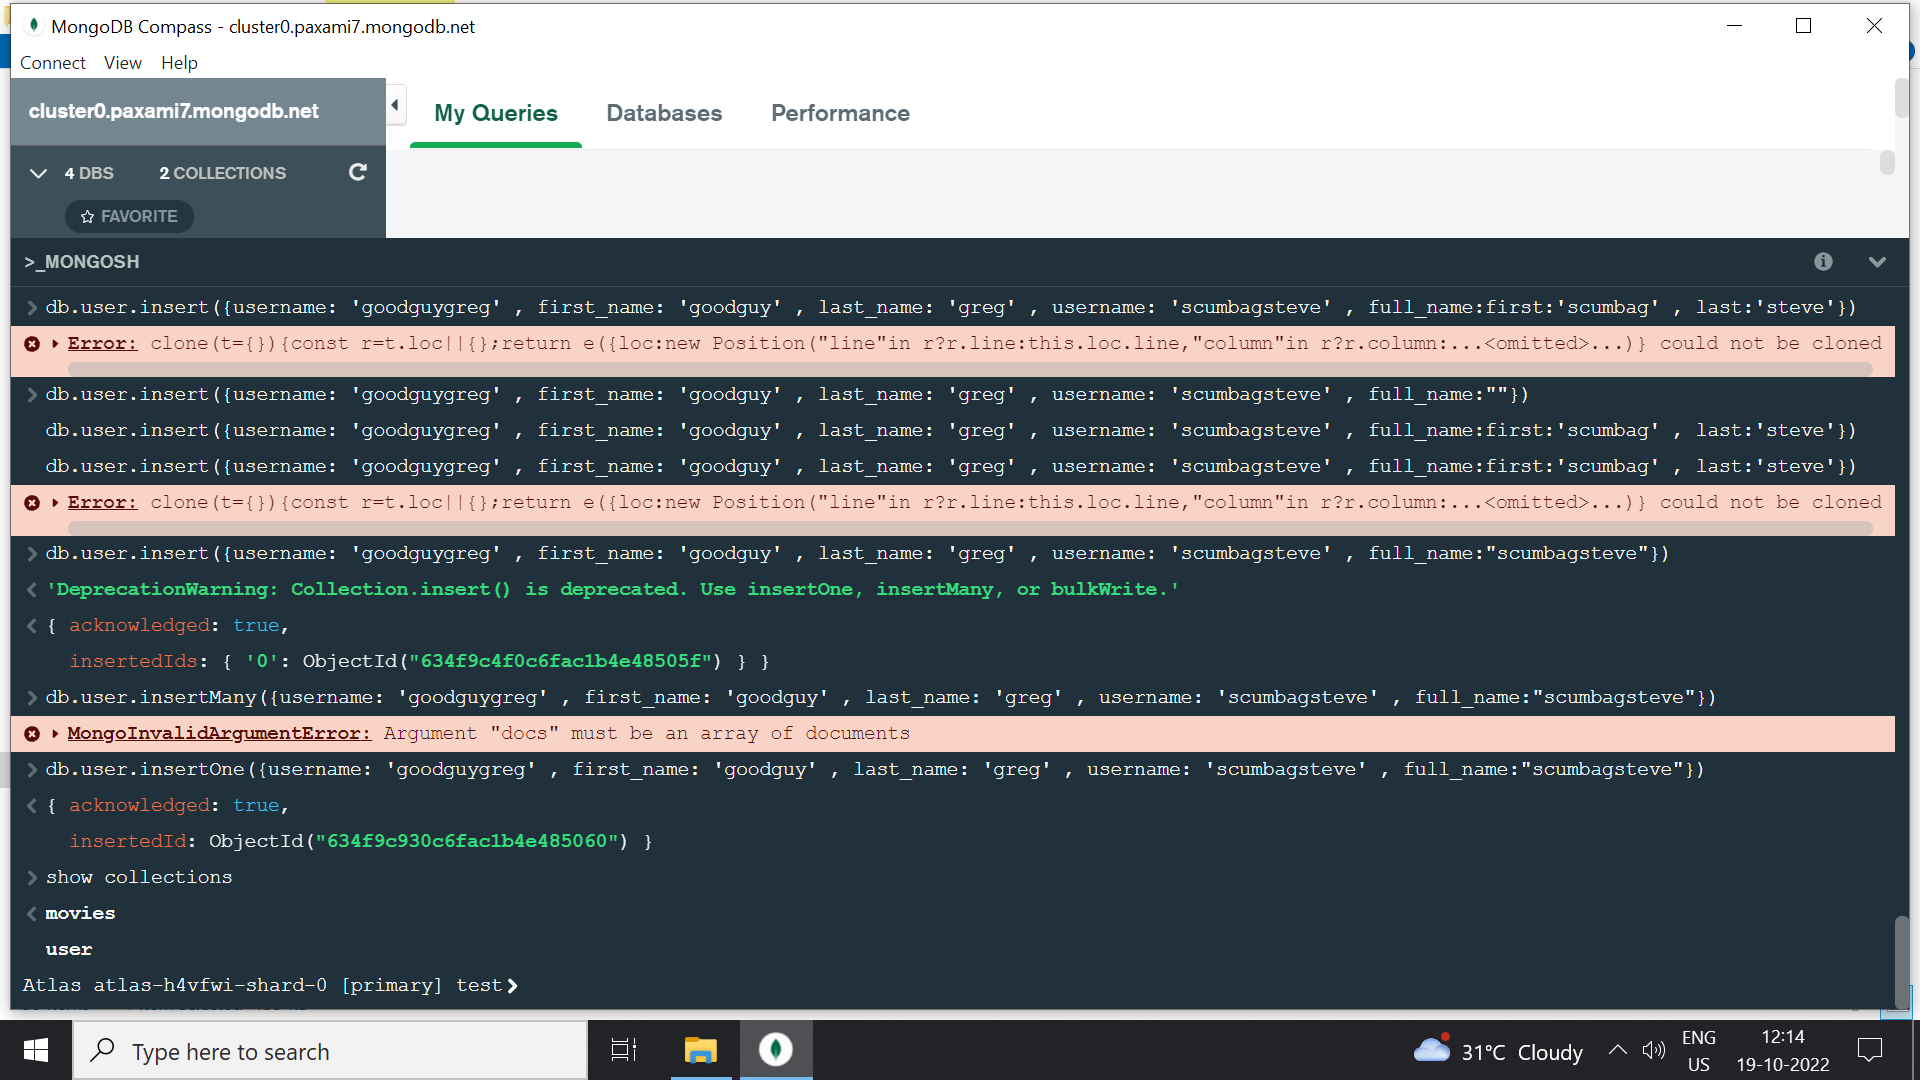 MongoDB Compass - cluster0.paxami7.mongodb.net
Connect View Help
cluster0.paxami7.mongodb.net
My Queries Databases Performance
4 DBS 2 COLLECTIONS
FAVORITE
>_MONGOSH
db.user.insert({username: 'goodguygreg' , first_name: 'goodguy' , last_name: 'greg' , username: 'scumbagsteve' , full_name:first:'scumbag' , last:'steve'})
Error: clone(t={}){const r=t.loc||{};return e({loc:new Position("line"in r?r.line:this.loc.line,"column"in r?r.column:...<omitted>...)} could not be cloned
db.user.insert({username: 'goodguygreg' , first_name: 'goodguy' , last_name: 'greg' , username: 'scumbagsteve' , full_name:""})
db.user.insert({username: 'goodguygreg' , first_name: 'goodguy' , last_name: 'greg' , username: 'scumbagsteve' , full_name:first:'scumbag' , last:'steve'})
db.user.insert({username: 'goodguygreg' , first_name: 'goodguy' , last_name: 'greg' , username: 'scumbagsteve' , full_name:first:'scumbag' , last:'steve'})
Error: clone(t={}){const r=t.loc||{};return e({loc:new Position("line"in r?r.line:this.loc.line,"column"in r?r.column:...<omitted>...)} could not be cloned
db.user.insert({username: 'goodguygreg' , first_name: 'goodguy' , last_name: 'greg' , username: 'scumbagsteve' , full_name:"scumbagsteve"})
'DeprecationWarning: Collection.insert() is deprecated. Use insertOne, insertMany, or bulkWrite.'
{ acknowledged: true,
insertedIds: { '0': ObjectId("634f9c4f0c6fac1b4e48505f") } }
db.user.insertMany({username: 'goodguygreg' , first_name: 'goodguy' , last_name: 'greg' , username: 'scumbagsteve' , full_name:"scumbagsteve"})
MongoInvalidArgumentError: Argument "docs" must be an array of documents
db.user.insertOne({username: 'goodguygreg' , first_name: 'goodguy' , last_name: 'greg' , username: 'scumbagsteve' , full_name:"scumbagsteve"})
{ acknowledged: true,
insertedId: ObjectId("634f9c930c6fac1b4e485060") }
show collections
movies
user
Atlas atlas-h4vfwi-shard-0 [primary] test>
Type here to search
31°C Cloudy
ENG
US
12:14
19-10-2022